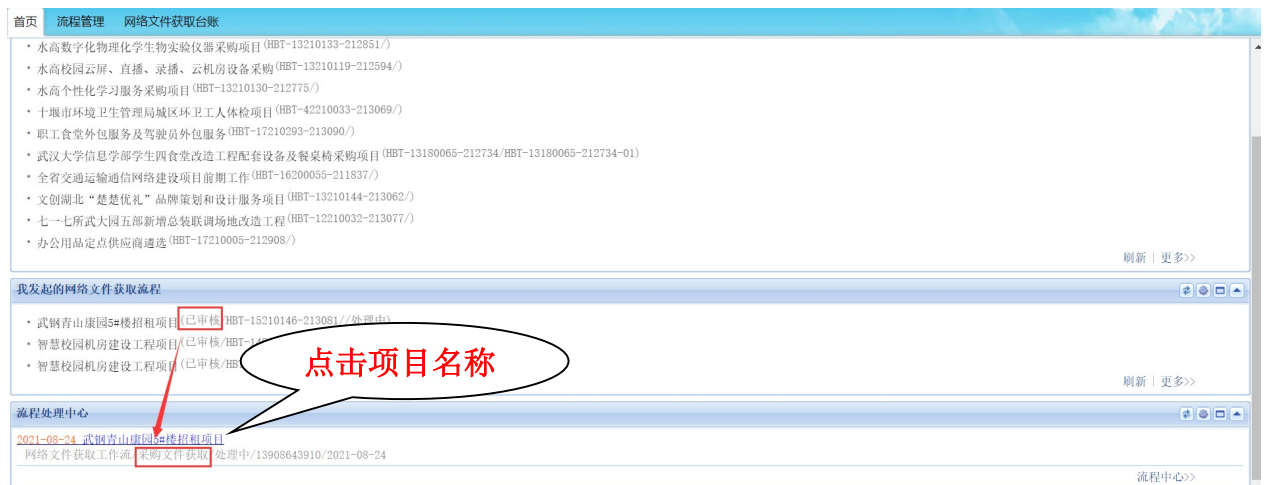 首页 流程管理 网络文件获取台账
• 水高数字化物理化学生物实验仪器采购项目(HBT-13210133-212851/)
• 水高校园云屏、直播、录播、云机房设备采购(HBT-13210119-212594/)
• 水高个性化学习服务采购项目(HBT-13210130-212775/)
• 十堰市环境卫生管理局城区环卫工人体检项目(HBT-42210033-213069/)
• 职工食堂外包服务及驾驶员外包服务(HBT-17210293-213090/)
• 武汉大学信息学部学生四食堂改造工程配套设备及餐桌椅采购项目(HBT-13180065-212734/HBT-13180065-212734-01)
• 全省交通运输通信网络建设项目前期工作(HBT-16200055-211837/)
• 文创湖北“楚楚优礼”品牌策划和设计服务项目(HBT-13210144-213062/)
• 七一七所武大园五部新增总装联调场地改造工程(HBT-12210032-213077/)
• 办公用品定点供应商遴选(HBT-17210005-212908/)
刷新 | 更多>>
我发起的网络文件获取流程
• 武钢青山康园5#楼招租项目(已审核/HBT-15210146-213081//处理中)
• 智慧校园机房建设工程项目(已审核/HBT-1
• 智慧校园机房建设工程项目(已审核/HB
点击项目名称
刷新 | 更多>>
流程处理中心
2021-08-24 武钢青山康园5#楼招租项目
网络文件获取工作流/采购文件获取/处理中/13908643910/2021-08-24
流程中心>>